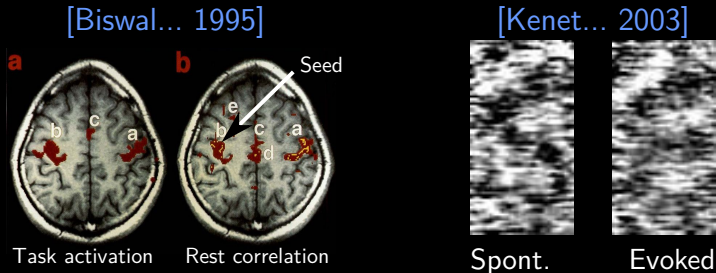 [Biswal... 1995]
[Kenet... 2003]
a
b
Seed
b
c
a
e
b
c
a
d
Task activation
Rest correlation
Spont.
Evoked